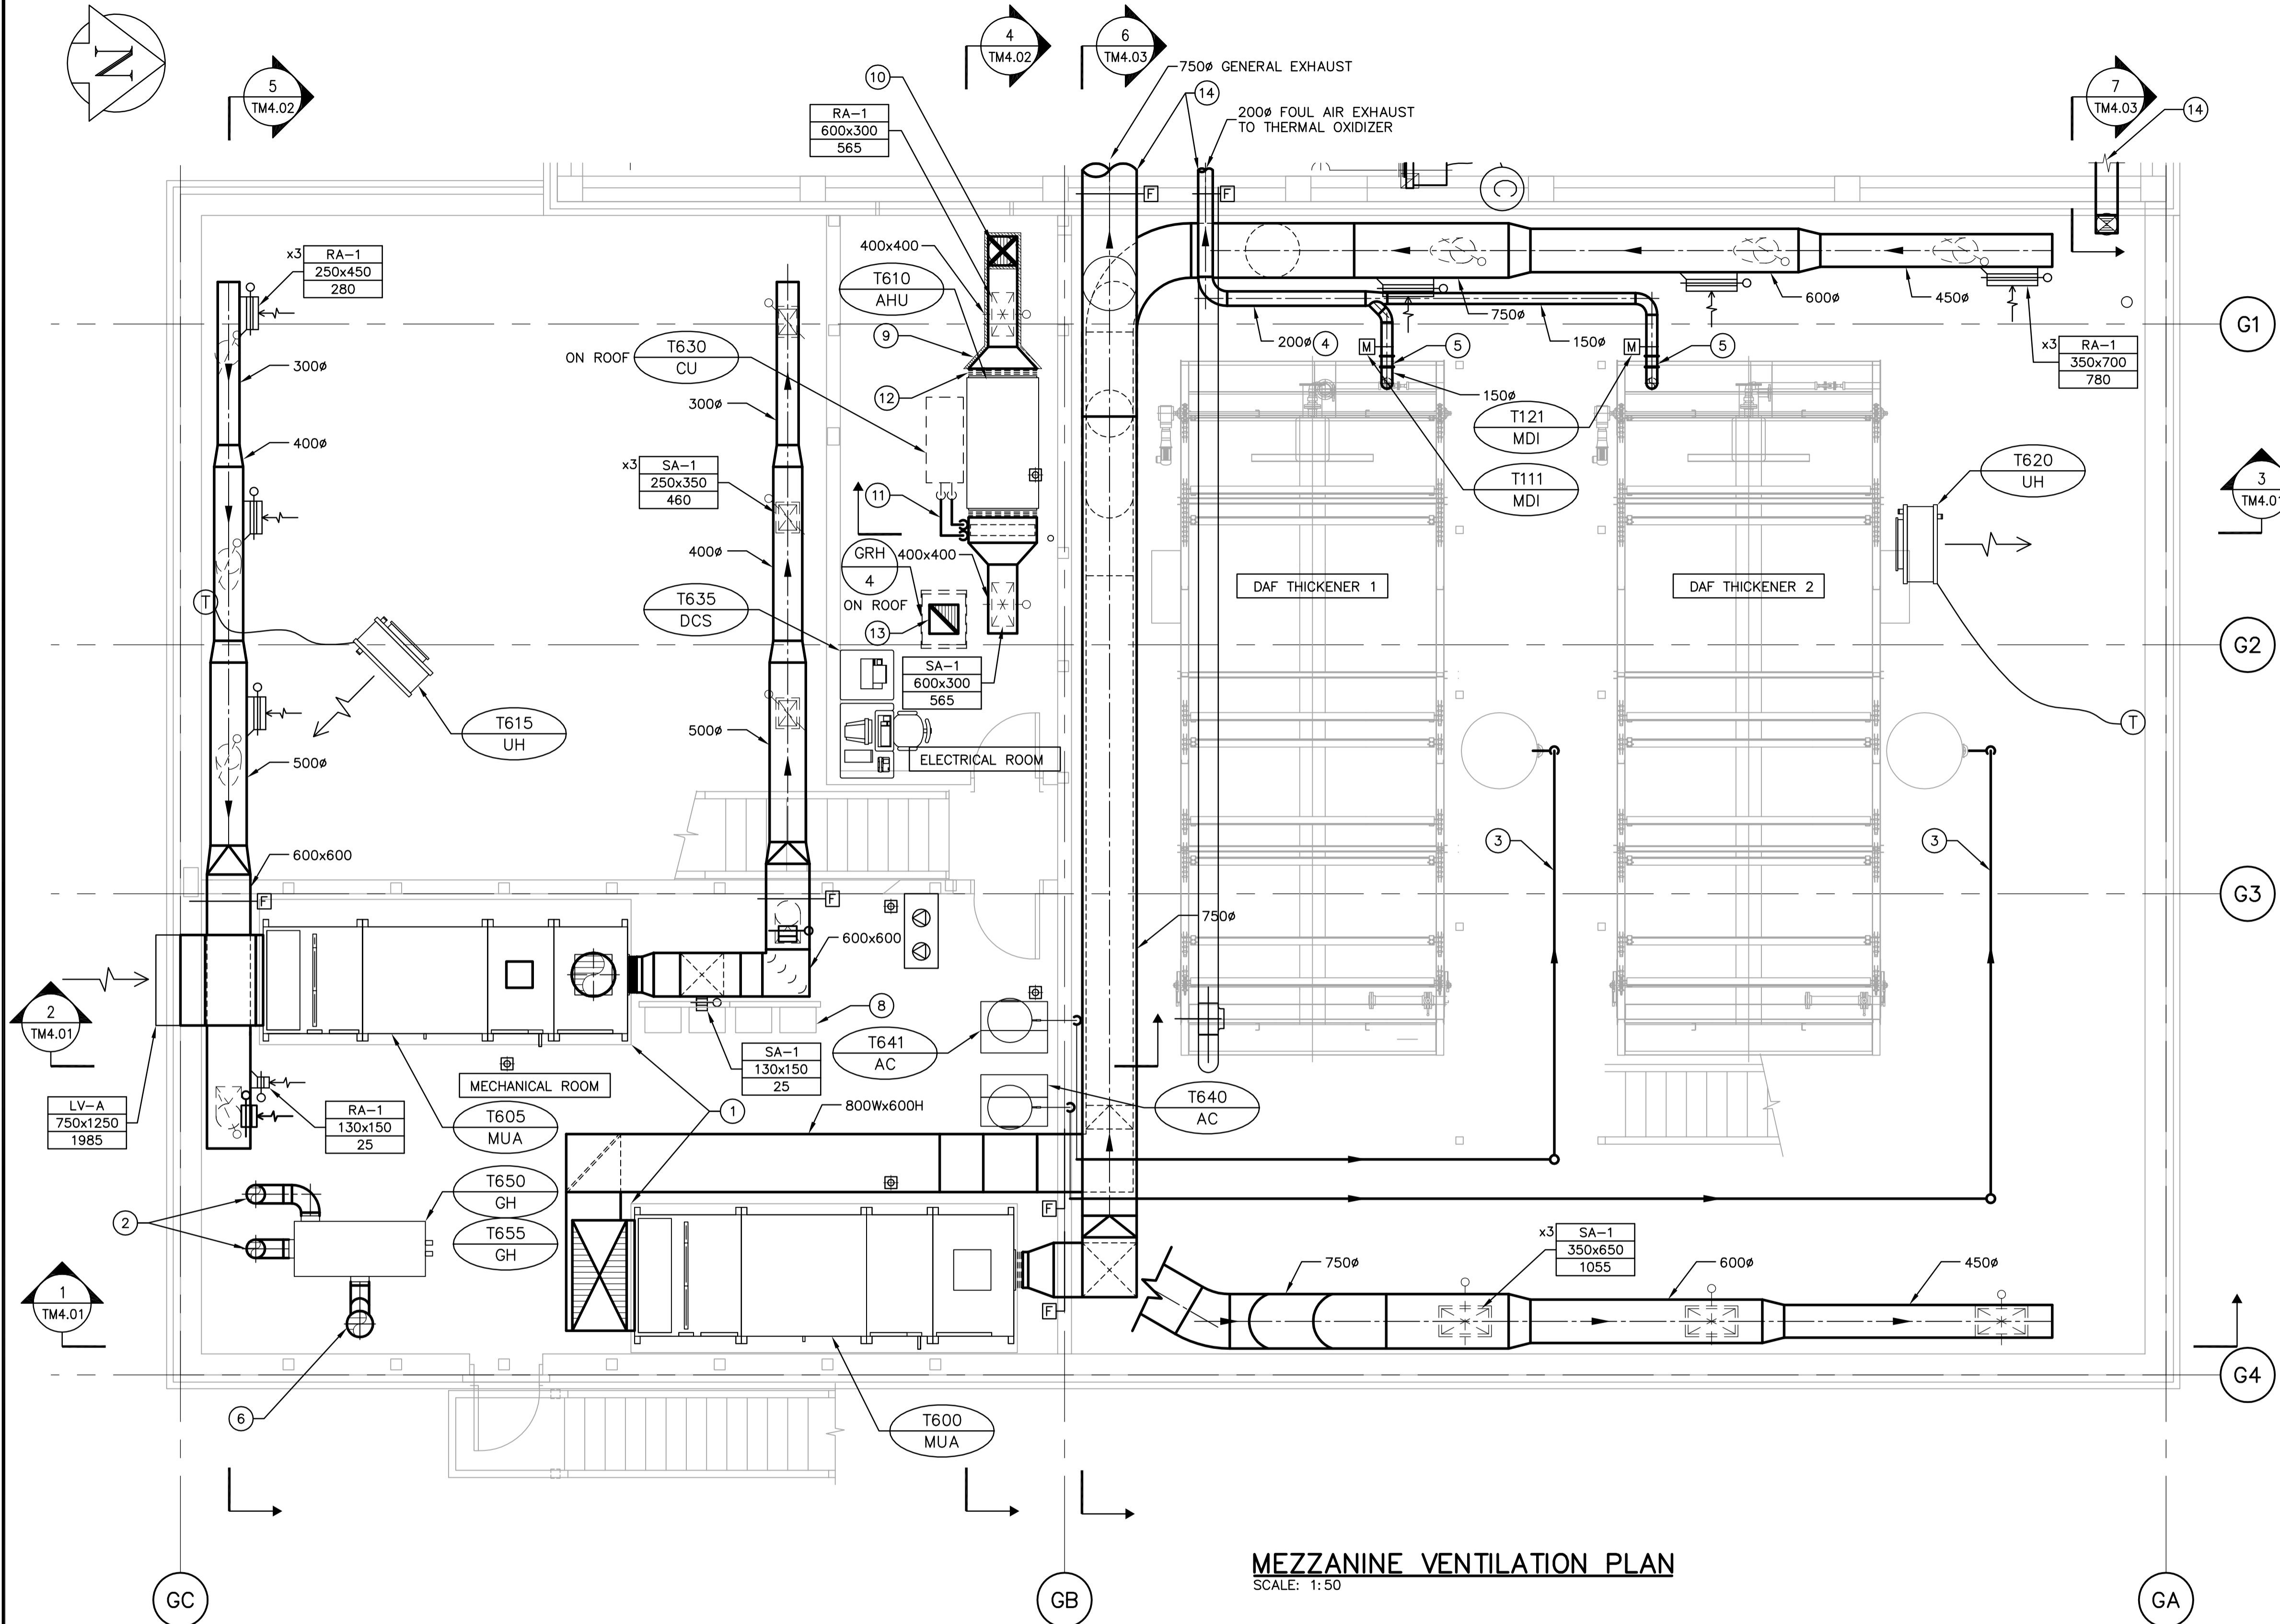 N
5
TM4.02
4
TM4.02
6
TM4.03
7
TM4.03
14
10
750ø GENERAL EXHAUST
14
200ø FOUL AIR EXHAUST
TO THERMAL OXIDIZER
RA-1
600x300
565
F
F
C
x3
RA-1
250x450
280
400x400
T610
AHU
9
ON ROOF
T630
CU
12
300ø
300ø
400ø
x3
SA-1
250x350
460
11
400ø
GRH
4
400x400
ON ROOF
13
T635
DCS
SA-1
600x300
565
ELECTRICAL ROOM
500ø
500ø
T
T615
UH
200ø
4
M
5
150ø
750ø
150ø
M
5
600ø
450ø
x3
RA-1
350x700
780
T121
MDI
T111
MDI
T620
UH
3
TM4.01
DAF THICKENER 1
DAF THICKENER 2
T
G1
G2
G3
G4
3
3
600x600
F
F
600x600
750ø
2
TM4.01
8
T641
AC
SA-1
130x150
25
MECHANICAL ROOM
LV-A
750x1250
1985
RA-1
130x150
25
T605
MUA
1
800Wx600H
T640
AC
T650
GH
T655
GH
2
F
F
1
TM4.01
6
T600
MUA
750ø
x3
SA-1
350x650
1055
600ø
450ø
MEZZANINE VENTILATION PLAN
SCALE: 1:50
GC
GB
GA